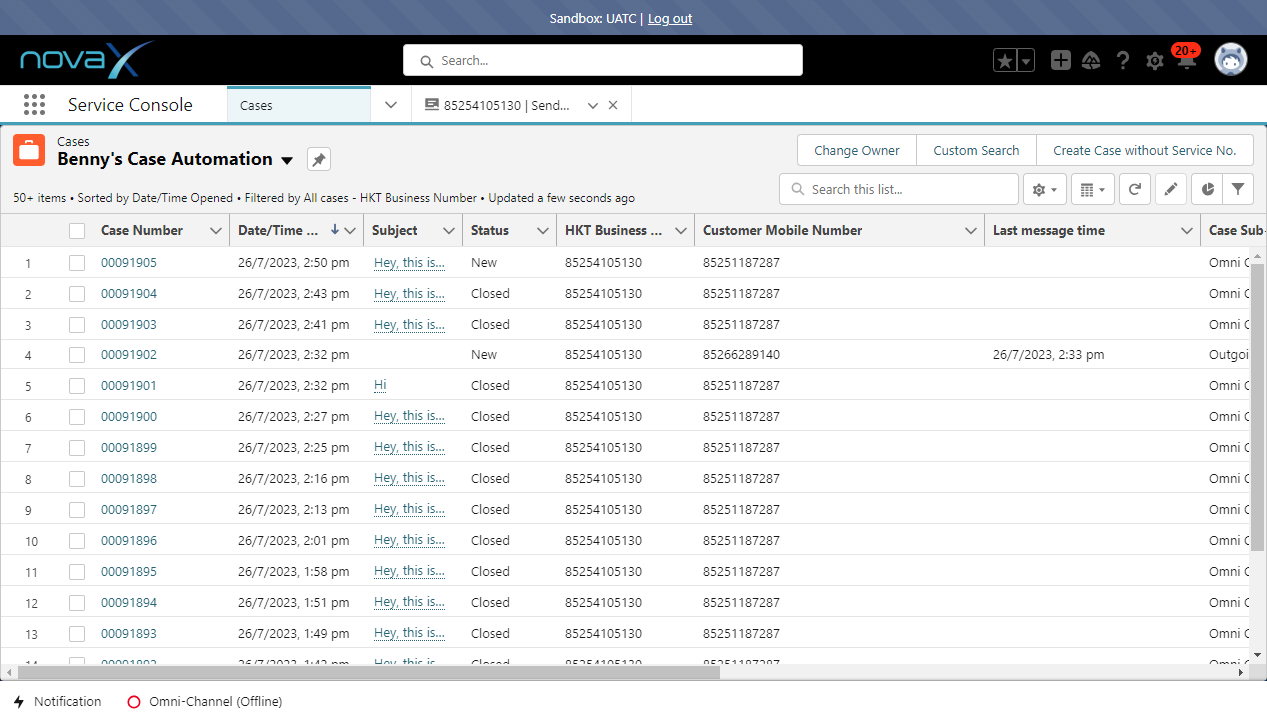 Sandbox: UATC | Log out
novaX
Search...
20+
Service Console
Cases
85254105130 | Send...
Cases
Benny's Case Automation
Change Owner
Custom Search
Create Case without Service No.
50+ items • Sorted by Date/Time Opened • Filtered by All cases - HKT Business Number • Updated a few seconds ago
Search this list...
Case Number Date/Time ... Subject Status HKT Business ... Customer Mobile Number Last message time Case Sub-
1 00091905 26/7/2023, 2:50 pm Hey, this is... New 85254105130 85251187287 Omni C
2 00091904 26/7/2023, 2:43 pm Hey, this is... Closed 85254105130 85251187287 Omni C
3 00091903 26/7/2023, 2:41 pm Hey, this is... Closed 85254105130 85251187287 Omni C
4 00091902 26/7/2023, 2:32 pm New 85254105130 85266289140 26/7/2023, 2:33 pm Outgoi
5 00091901 26/7/2023, 2:32 pm Hi Closed 85254105130 85251187287 Omni C
6 00091900 26/7/2023, 2:27 pm Hey, this is... Closed 85254105130 85251187287 Omni C
7 00091899 26/7/2023, 2:25 pm Hey, this is... Closed 85254105130 85251187287 Omni C
8 00091898 26/7/2023, 2:16 pm Hey, this is... Closed 85254105130 85251187287 Omni C
9 00091897 26/7/2023, 2:13 pm Hey, this is... Closed 85254105130 85251187287 Omni C
10 00091896 26/7/2023, 2:01 pm Hey, this is... Closed 85254105130 85251187287 Omni C
11 00091895 26/7/2023, 1:58 pm Hey, this is... Closed 85254105130 85251187287 Omni C
12 00091894 26/7/2023, 1:51 pm Hey, this is... Closed 85254105130 85251187287 Omni C
13 00091893 26/7/2023, 1:49 pm Hey, this is... Closed 85254105130 85251187287 Omni C
Notification
Omni-Channel (Offline)